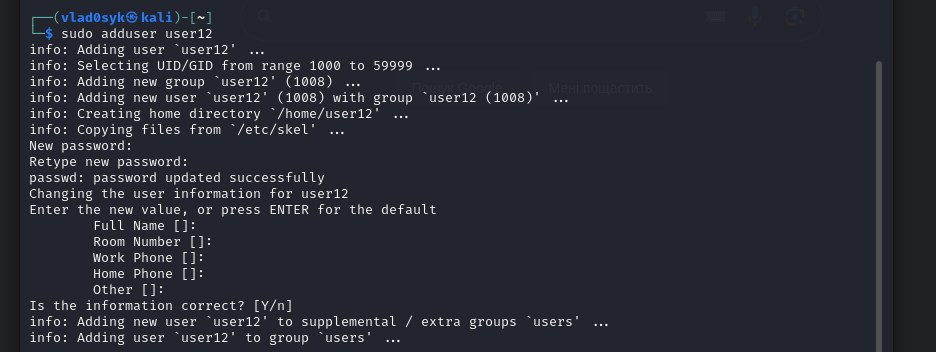 ┌──(vlad0syk㉿kali)-[~]
└─$ sudo adduser user12
info: Adding user `user12' ...
info: Selecting UID/GID from range 1000 to 59999 ...
info: Adding new group `user12' (1008) ...
info: Adding new user `user12' (1008) with group `user12 (1008)' ...
info: Creating home directory `/home/user12' ...
info: Copying files from `/etc/skel' ...
New password:
Retype new password:
passwd: password updated successfully
Changing the user information for user12
Enter the new value, or press ENTER for the default
Full Name []:
Room Number []:
Work Phone []:
Home Phone []:
Other []:
Is the information correct? [Y/n]
info: Adding new user `user12' to supplemental / extra groups `users' ...
info: Adding user `user12' to group `users' ...
Мені пощастить